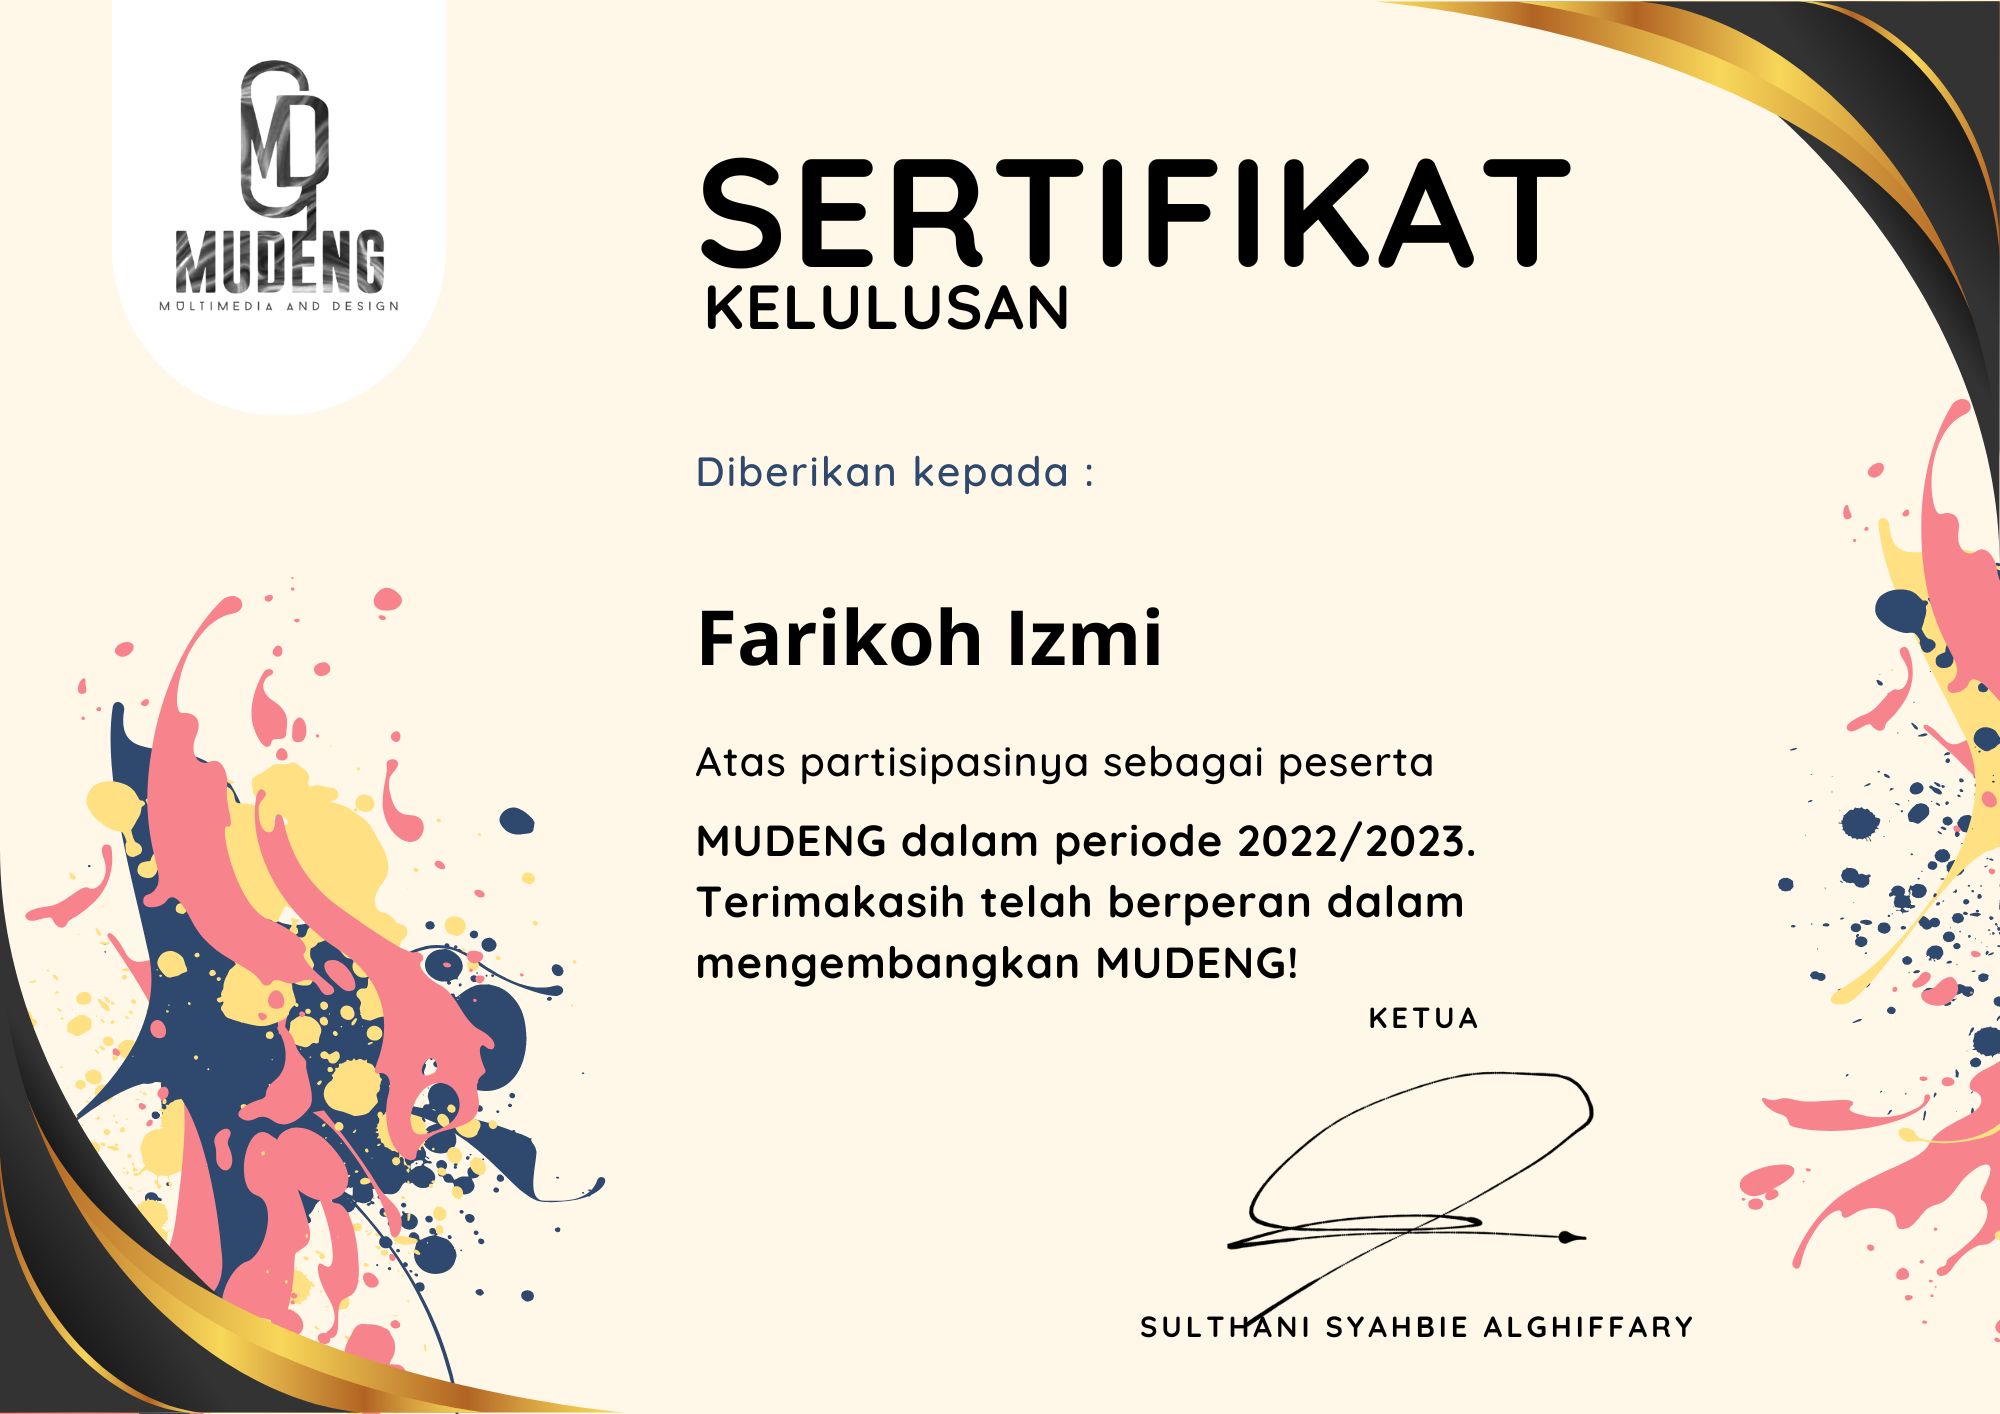 MD
MUDENG
MULTIMEDIA AND DESIGN
SERTIFIKAT
KELULUSAN
Diberikan kepada :
Farikoh Izmi
Atas partisipasinya sebagai peserta
MUDENG dalam periode 2022/2023.
Terimakasih telah berperan dalam
mengembangkan MUDENG!
KETUA
SULTHANI SYAHBIE ALGHIFFARY